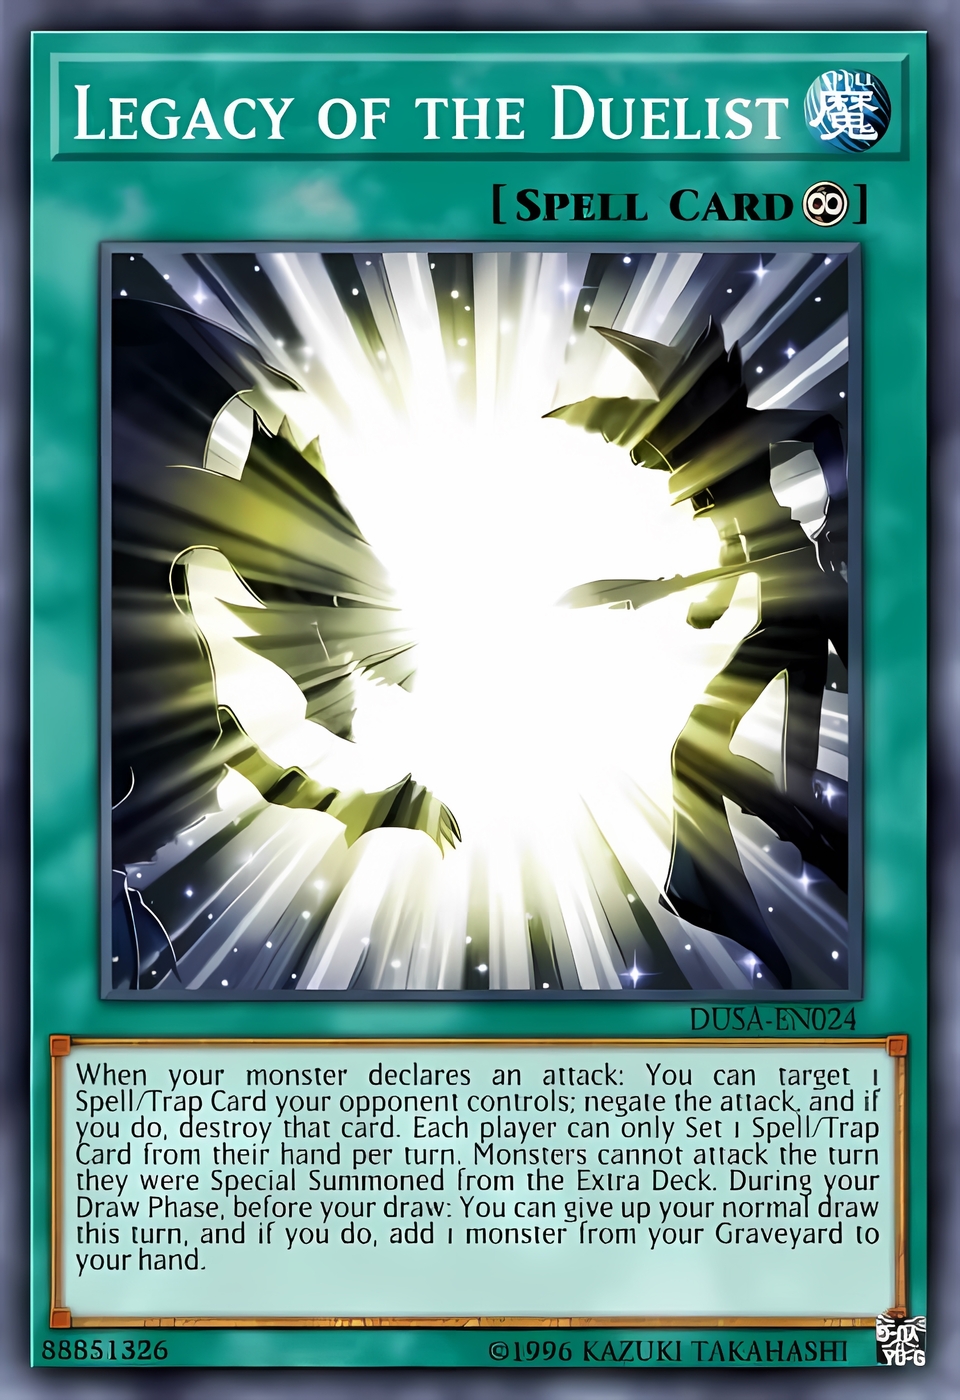 LEGACY OF THE DUELIST 魔
[SPELL CARD∞]
DUSA-EN024
When your monster declares an attack: You can target 1
Spell/Trap Card your opponent controls; negate the attack, and if
you do, destroy that card. Each player can only Set 1 Spell/Trap
Card from their hand per turn. Monsters cannot attack the turn
they were Special Summoned from the Extra Deck. During your
Draw Phase, before your draw: You can give up your normal draw
this turn, and if you do, add 1 monster from your Graveyard to
your hand.
88851326 ©1996 KAZUKI TAKAHASHI